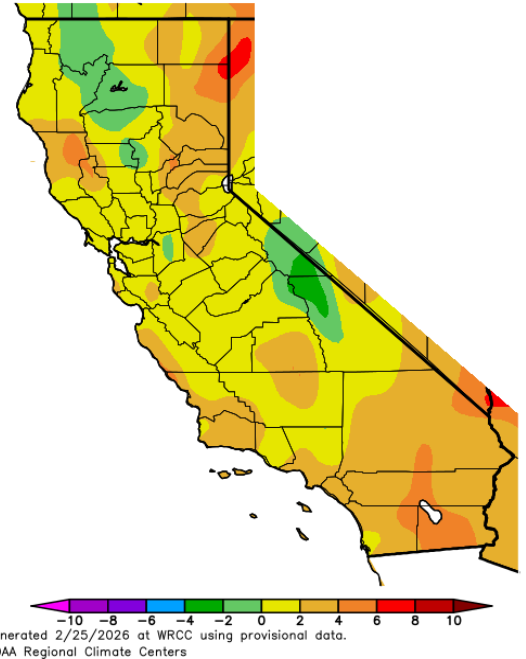 -10 -8 -6 -4 -2 0 2 4 6 8 10
nerated 2/25/2026 at WRCC using provisional data.
OAA Regional Climate Centers